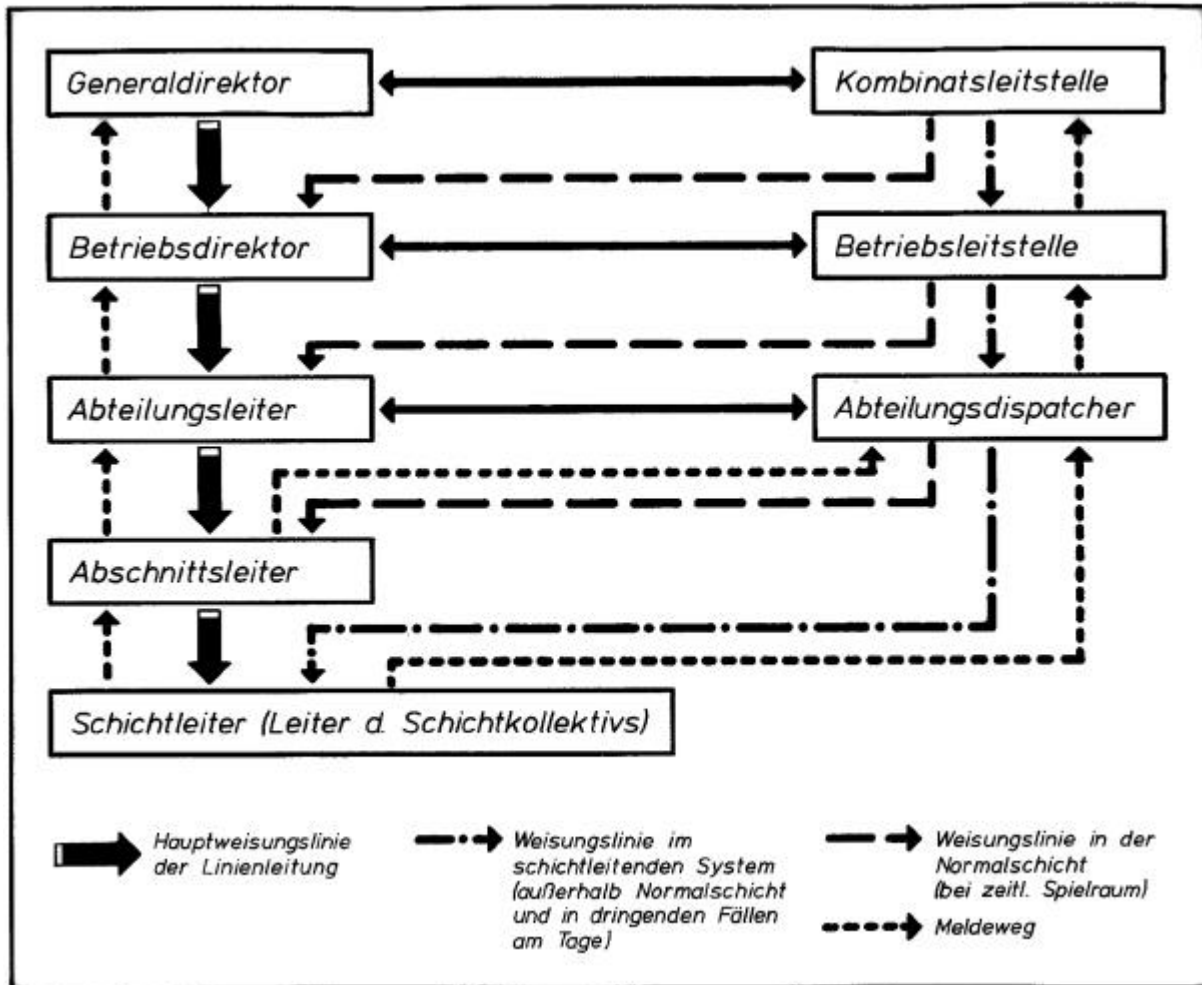 Generaldirektor
Kombinatsleitstelle
Betriebsdirektor
Betriebsleitstelle
Abteilungsleiter
Abteilungsdispatcher
Abschnittsleiter
Schichtleiter (Leiter d. Schichtkollektivs)
Hauptweisungslinie
der Linienleitung
Weisungslinie im
schichtleitenden System
(außerhalb Normalschicht
und in dringenden Fällen
am Tage)
Weisungslinie in der
Normalschicht
(bei zeitl. Spielraum)
Meldeweg